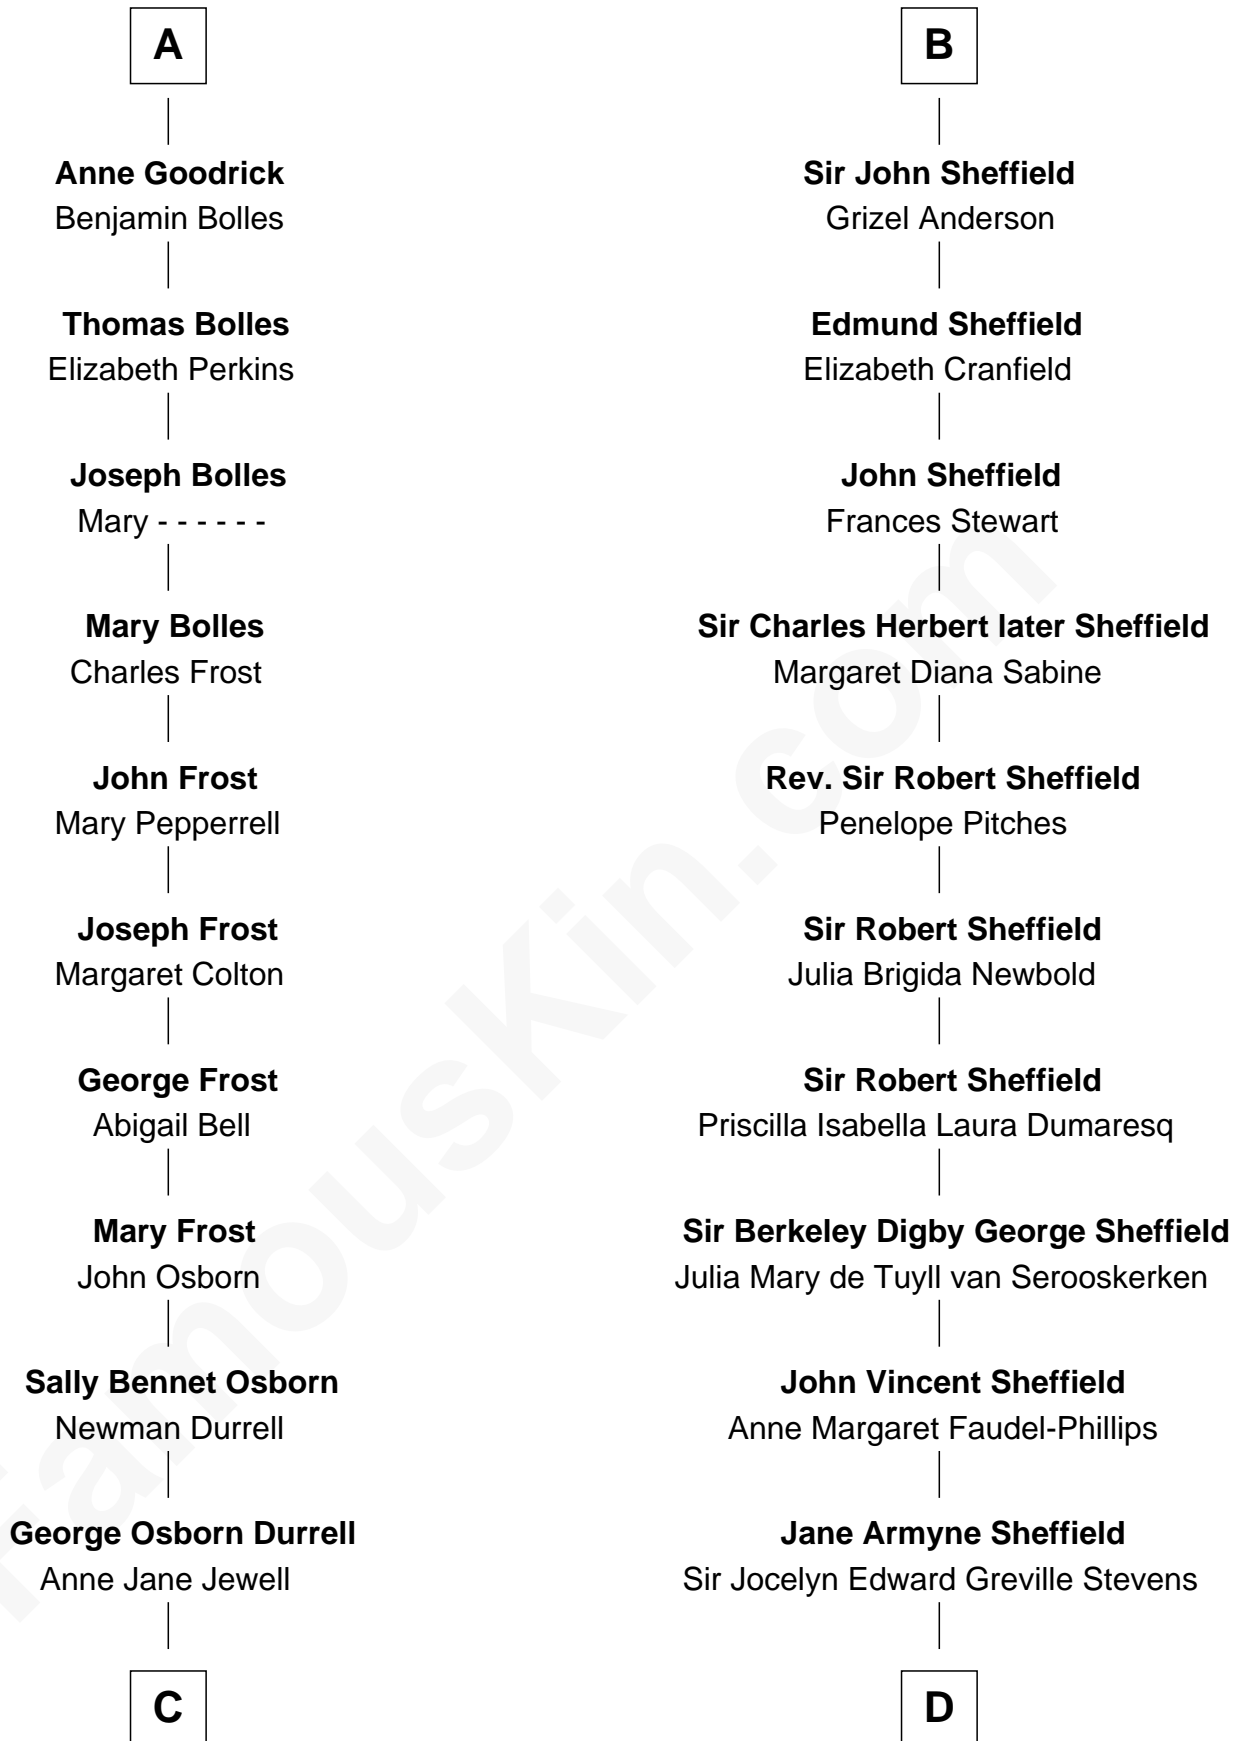 A
Anne Goodrick
Benjamin Bolles
Thomas Bolles
Elizabeth Perkins
Joseph Bolles
Mary - - - - - -
Mary Bolles
Charles Frost
John Frost
Mary Pepperrell
Joseph Frost
Margaret Colton
George Frost
Abigail Bell
Mary Frost
John Osborn
Sally Bennet Osborn
Newman Durrell
George Osborn Durrell
Anne Jane Jewell
C
B
Sir John Sheffield
Grizel Anderson
Edmund Sheffield
Elizabeth Cranfield
John Sheffield
Frances Stewart
Sir Charles Herbert later Sheffield
Margaret Diana Sabine
Rev. Sir Robert Sheffield
Penelope Pitches
Sir Robert Sheffield
Julia Brigida Newbold
Sir Robert Sheffield
Priscilla Isabella Laura Dumaresq
Sir Berkeley Digby George Sheffield
Julia Mary de Tuyll van Serooskerken
John Vincent Sheffield
Anne Margaret Faudel-Phillips
Jane Armyne Sheffield
Sir Jocelyn Edward Greville Stevens
D
FamousKin.com